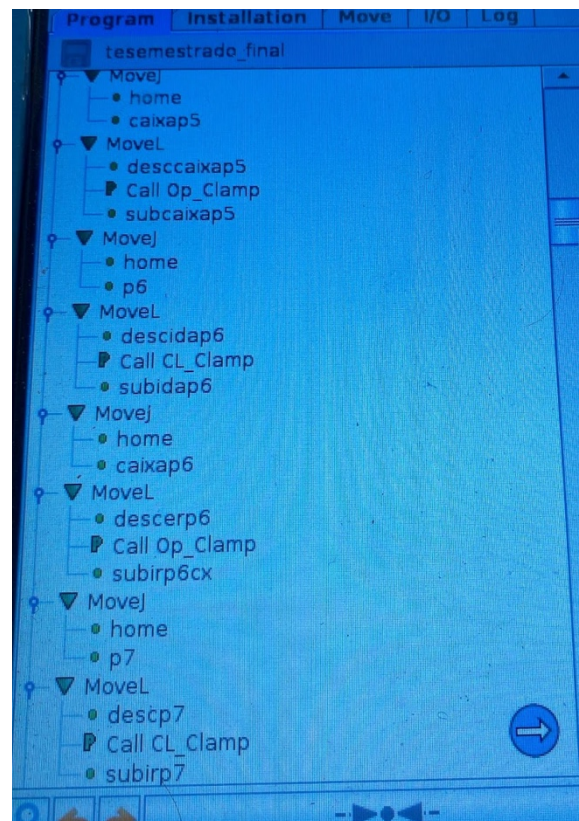 Program Installation Move I/O Log
tesemestrado_final
MoveJ
home
caixap5
MoveL
desccaixap5
Call Op_Clamp
subcaixap5
MoveJ
home
p6
MoveL
descidap6
Call CL_Clamp
subidap6
MoveJ
home
caixap6
MoveL
descerp6
Call Op_Clamp
subirp6cx
MoveJ
home
p7
MoveL
descp7
Call CL_Clamp
subirp7